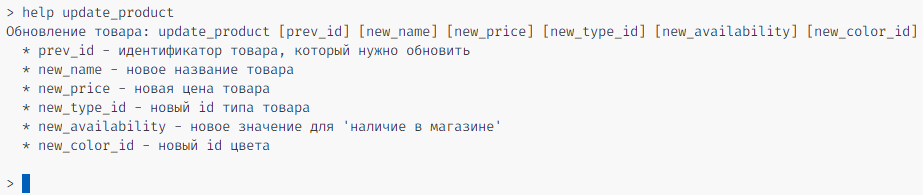 > help update_product
Обновление товара: update_product [prev_id] [new_name] [new_price] [new_type_id] [new_availability] [new_color_id]
* prev_id – идентификатор товара, который нужно обновить
* new_name – новое название товара
* new_price – новая цена товара
* new_type_id – новый id типа товара
* new_availability – новое значение для 'наличие в магазине'
* new_color_id – новый id цвета
>